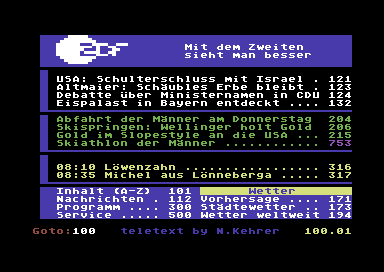 Mit dem Zweiten
sieht man besser
USA: Schulterschluss mit Israel . 121
Altmaier: Schäubles Erbe bleibt . 123
Debatte über Ministernamen in CDU 124
Eispalast in Bayern entdeckt .... 132
Abfahrt der Männer am Donnerstag 204
Skispringen: Wellinger holt Gold 206
Gold im Slopestyle an die USA ... 215
Skiathlon der Männer ............ 753
08:10 Löwenzahn ................. 316
08:35 Michel aus Lönneberga ..... 317
Inhalt (A-Z) 101 Wetter
Nachrichten . 112 Vorhersage .... 171
Programm .... 300 Städtewetter .. 173
Service ..... 500 Wetter weltweit 194
Goto:100 teletext by N.Kehrer 100.01